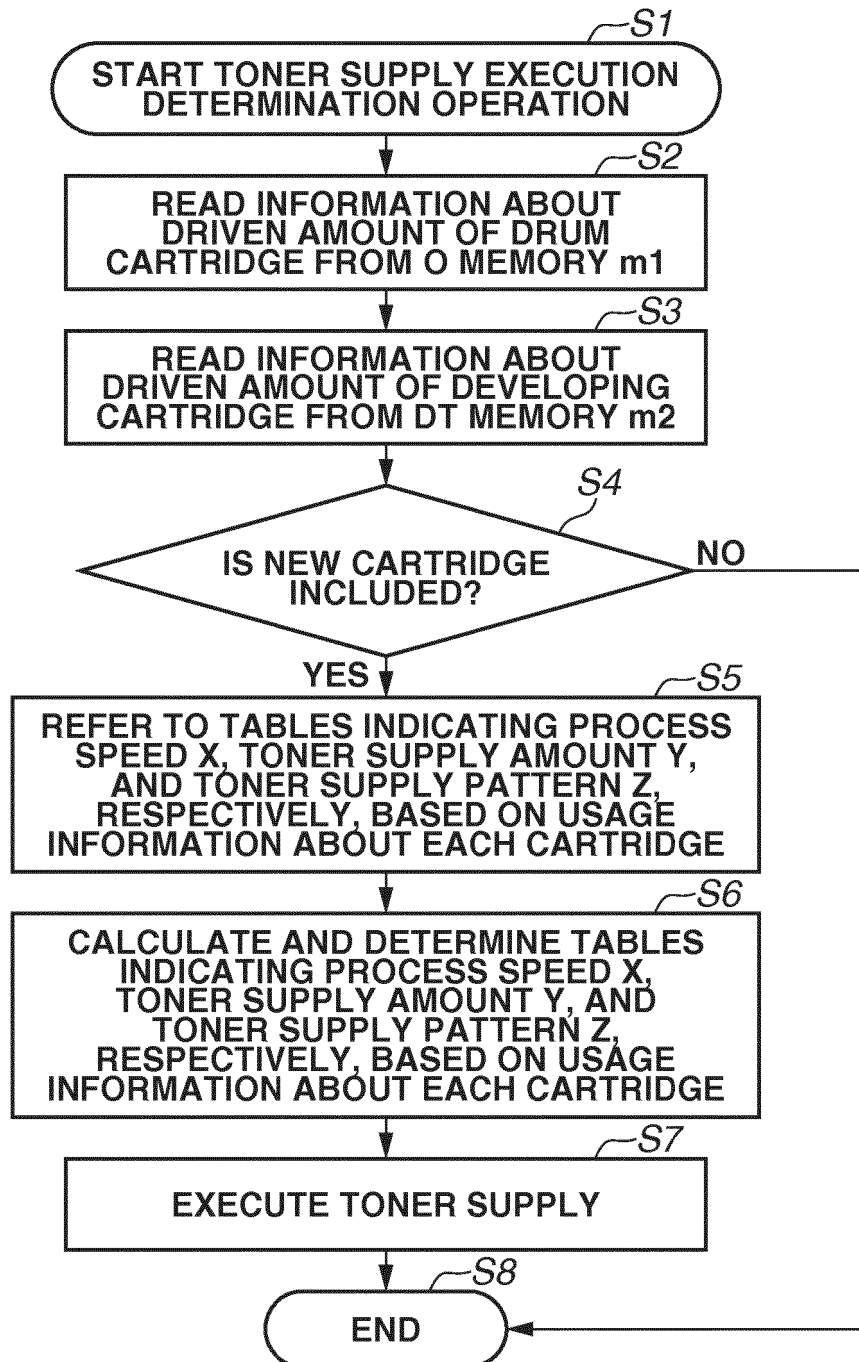 S1
START TONER SUPPLY EXECUTION
DETERMINATION OPERATION
S2
READ INFORMATION ABOUT
DRIVEN AMOUNT OF DRUM
CARTRIDGE FROM O MEMORY m1
S3
READ INFORMATION ABOUT
DRIVEN AMOUNT OF DEVELOPING
CARTRIDGE FROM DT MEMORY m2
S4
IS NEW CARTRIDGE
INCLUDED?
NO
YES
S5
REFER TO TABLES INDICATING PROCESS
SPEED X, TONER SUPPLY AMOUNT Y,
AND TONER SUPPLY PATTERN Z,
RESPECTIVELY, BASED ON USAGE
INFORMATION ABOUT EACH CARTRIDGE
S6
CALCULATE AND DETERMINE TABLES
INDICATING PROCESS SPEED X,
TONER SUPPLY AMOUNT Y, AND
TONER SUPPLY PATTERN Z,
RESPECTIVELY, BASED ON USAGE
INFORMATION ABOUT EACH CARTRIDGE
S7
EXECUTE TONER SUPPLY
S8
END